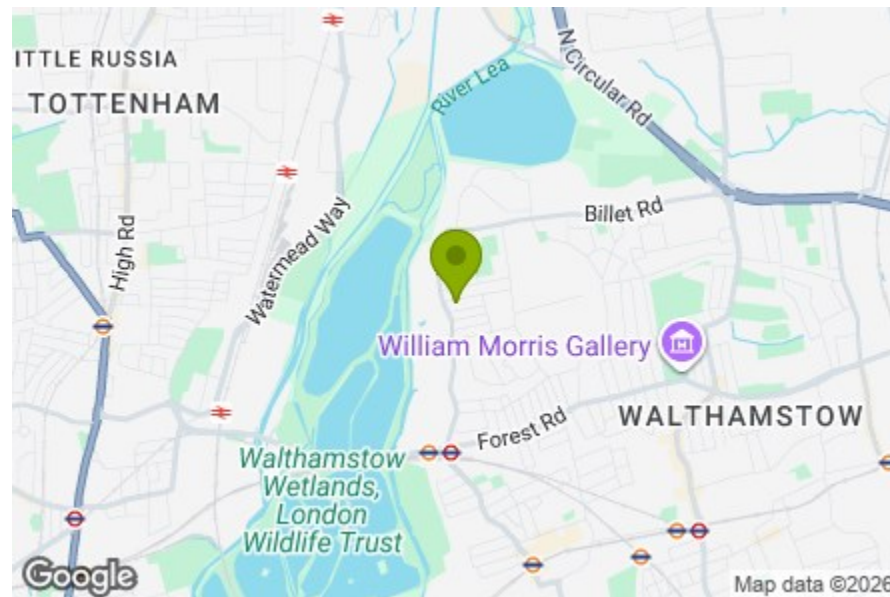 ITTLE RUSSIA
TOTTENHAM
River Lea
N Circular Rd
Billet Rd
High Rd
Watermead Way
William Morris Gallery
WALTHAMSTOW
Forest Rd
Walthamstow
Wetlands,
London
Wildlife Trust
Google
Map data ©2026